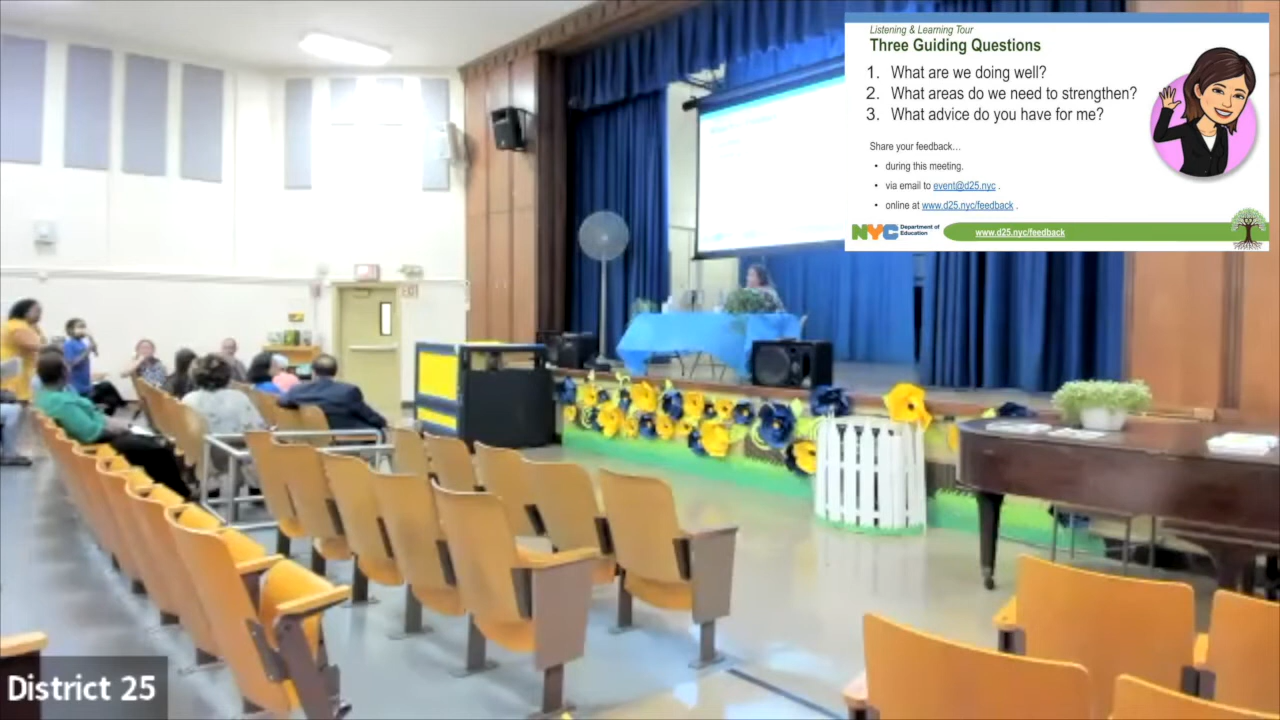 Listening & Learning Tour
Three Guiding Questions
1. What are we doing well?
2. What areas do we need to strengthen?
3. What advice do you have for me?
Share your feedback…
• during this meeting.
• via email to event@d25.nyc .
• online at www.d25.nyc/feedback .
NYC Department of
Education
www.d25.nyc/feedback
EXIT
District 25